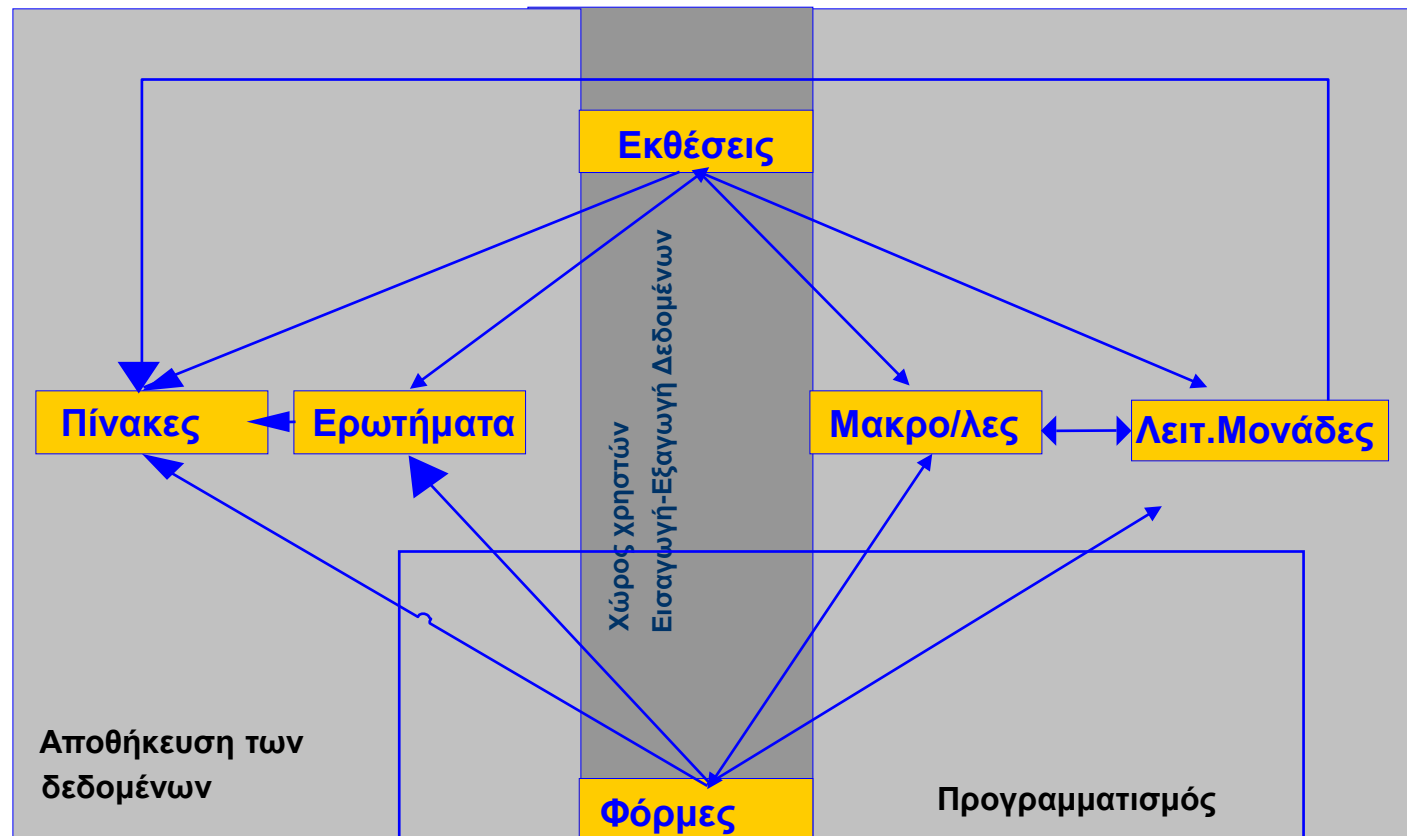 Εκθέσεις
Χώρος Χρηστών
Εισαγωγή-Εξαγωγή Δεδομένων
Πίνακες
Ερωτήματα
Μακρο/λες
Λειτ.Μονάδες
Αποθήκευση των
δεδομένων
Φόρμες
Προγραμματισμός